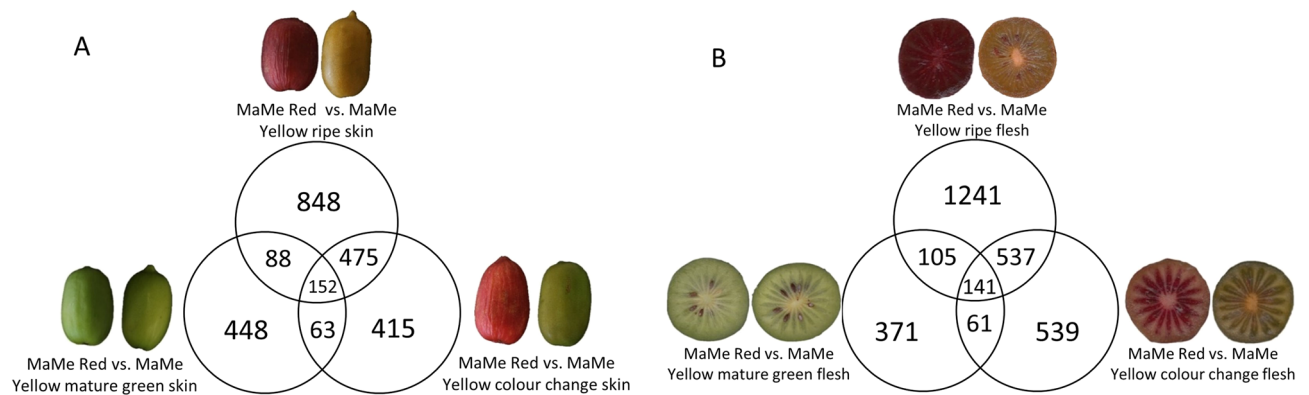 A
MaMe Red vs. MaMe
Yellow ripe skin
848
88
475
152
448
63
415
MaMe Red vs. MaMe
Yellow mature green skin
MaMe Red vs. MaMe
Yellow colour change skin
B
MaMe Red vs. MaMe
Yellow ripe flesh
1241
105
537
141
371
61
539
MaMe Red vs. MaMe
Yellow mature green flesh
MaMe Red vs. MaMe
Yellow colour change flesh